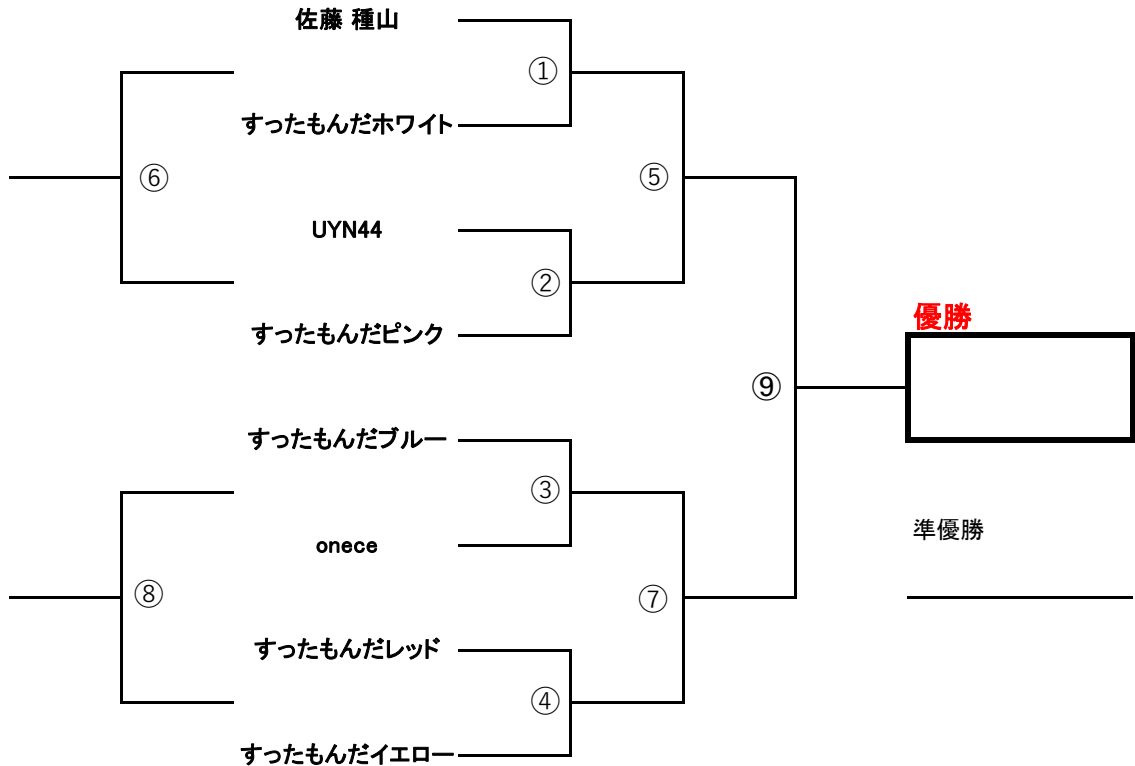 佐藤 種山
①
すったもんだホワイト
⑥
⑤
UYN44
②
すったもんだピンク
優勝
⑨
すったもんだブルー
③
準優勝
onece
⑧
⑦
すったもんだレッド
④
すったもんだイエロー